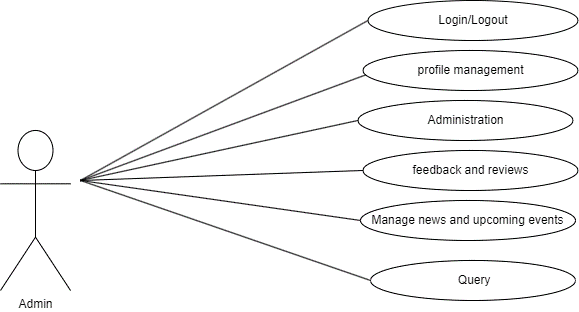 Login/Logout
profile management
Administration
feedback and reviews
Manage news and upcoming events
Query
Admin